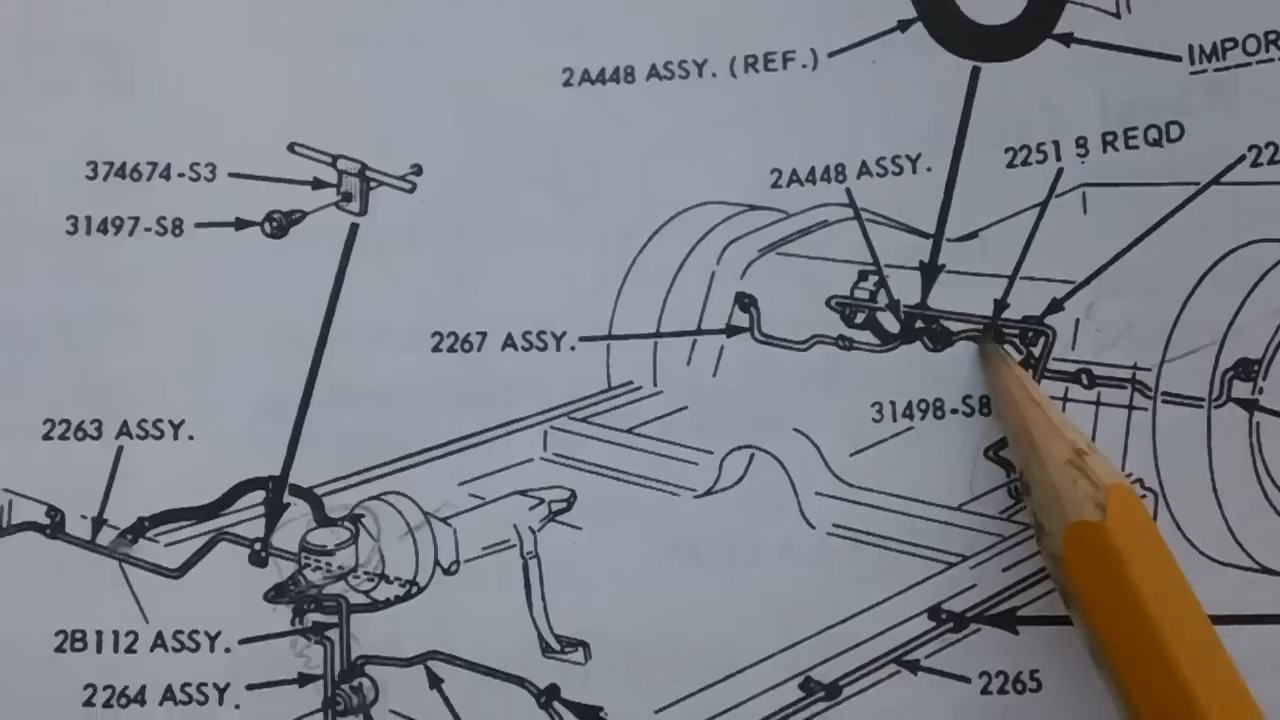 2A448 ASSY. (REF.)
IMPOR
2251 9 REQD
22
374674-S3
2A448 ASSY.
31497-S8
2267 ASSY.
31498-S8
2263 ASSY.
2B112 ASSY.
2264 ASSY.
2265